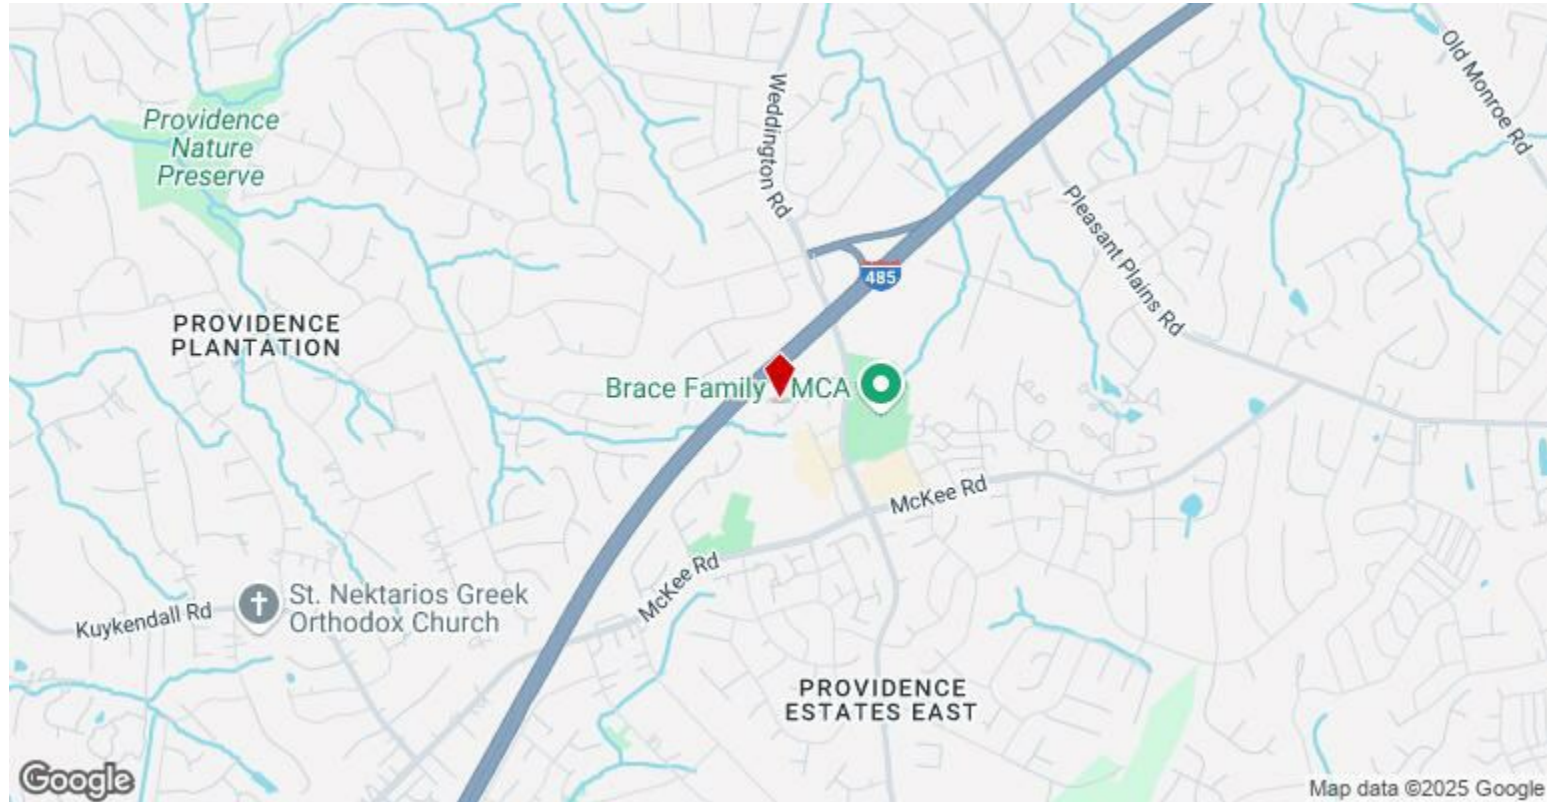 Old Monroe Rd
Weddington Rd
Providence
Nature
Preserve
Pleasant Plains Rd
485
PROVIDENCE
PLANTATION
Brace Family MCA
McKee Rd
McKee Rd
St. Nektarios Greek
Orthodox Church
Kuykendall Rd
PROVIDENCE
ESTATES EAST
Google
Map data ©2025 Google